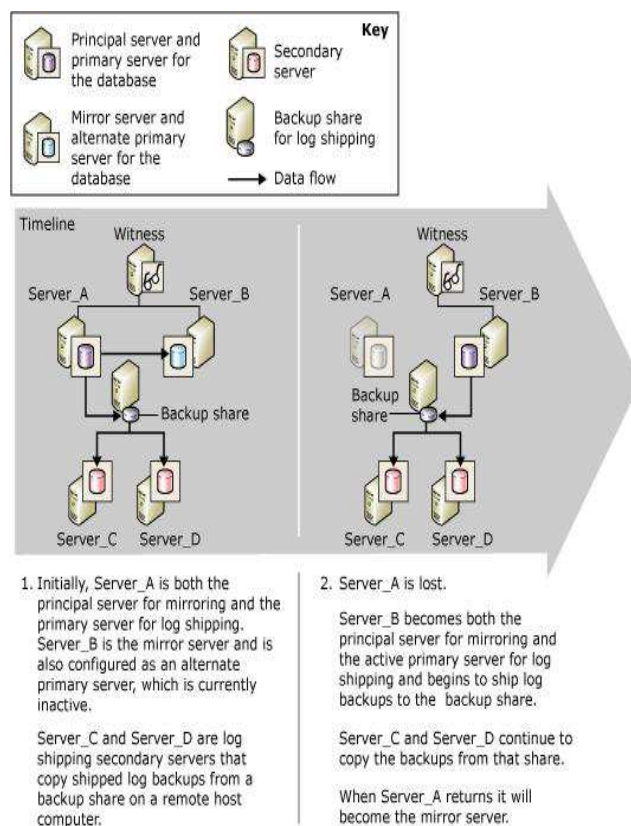 Key
Principal server and
primary server for
the database
Secondary
server
Mirror server and
alternate primary
server for the
database
Backup share
for log shipping
Data flow
Timeline
Witness
Server_A
Server_B
Backup share
Server_C
Server_D
Witness
Server_A
Server_B
Backup
share
Server_C
Server_D
1. Initially, Server_A is both the
principal server for mirroring and the
primary server for log shipping.
Server_B is the mirror server and is
also configured as an alternate
primary server, which is currently
inactive.
Server_C and Server_D are log
shipping secondary servers that
copy shipped log backups from a
backup share on a remote host
computer.
2. Server_A is lost.
Server_B becomes both the
principal server for mirroring and
the active primary server for log
shipping and begins to ship log
backups to the backup share.
Server_C and Server_D continue to
copy the backups from that share.
When Server_A returns it will
become the mirror server.